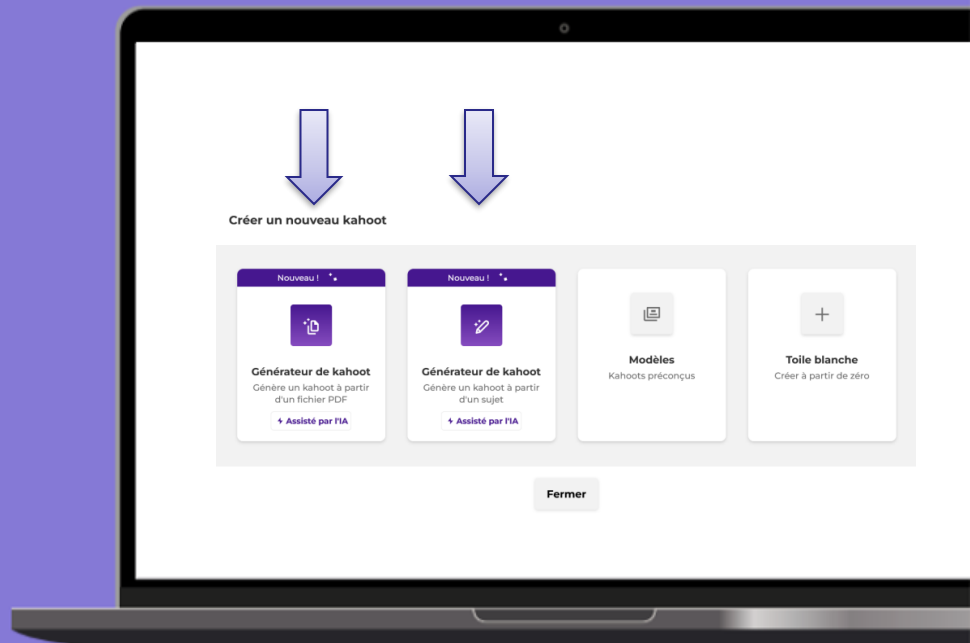 Créer un nouveau kahoot
Nouveau !
Générateur de kahoot
Génère un kahoot à partir
d'un fichier PDF
Assisté par l'IA
Nouveau !
Générateur de kahoot
Génère un kahoot à partir
d'un sujet
Assisté par l'IA
Modèles
Kahoots préconçus
Toile blanche
Créer à partir de zéro
Fermer